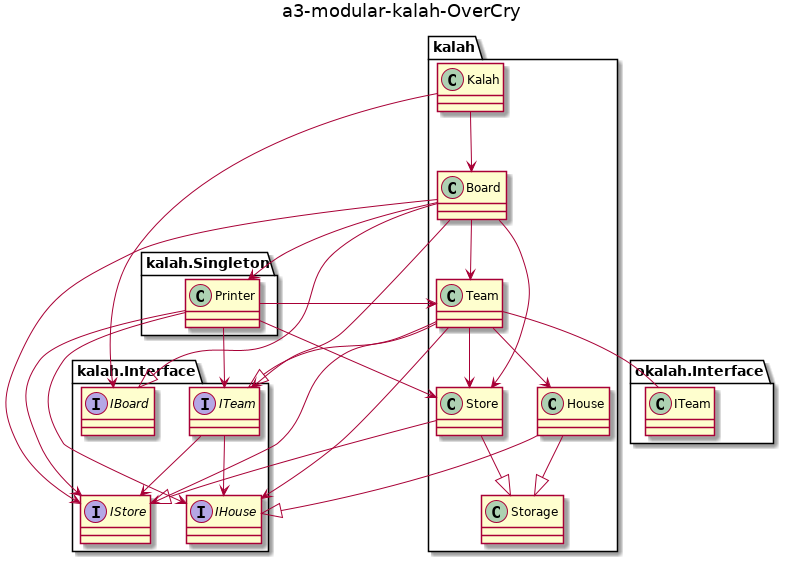 a3-modular-kalah-OverCry
kalah
C Kalah
C Board
kalah.Singleton
C Printer
C Team
kalah.Interface
okalah.Interface
I IBoard
I ITeam
C Store
C House
C ITeam
I IStore
I IHouse
C Storage